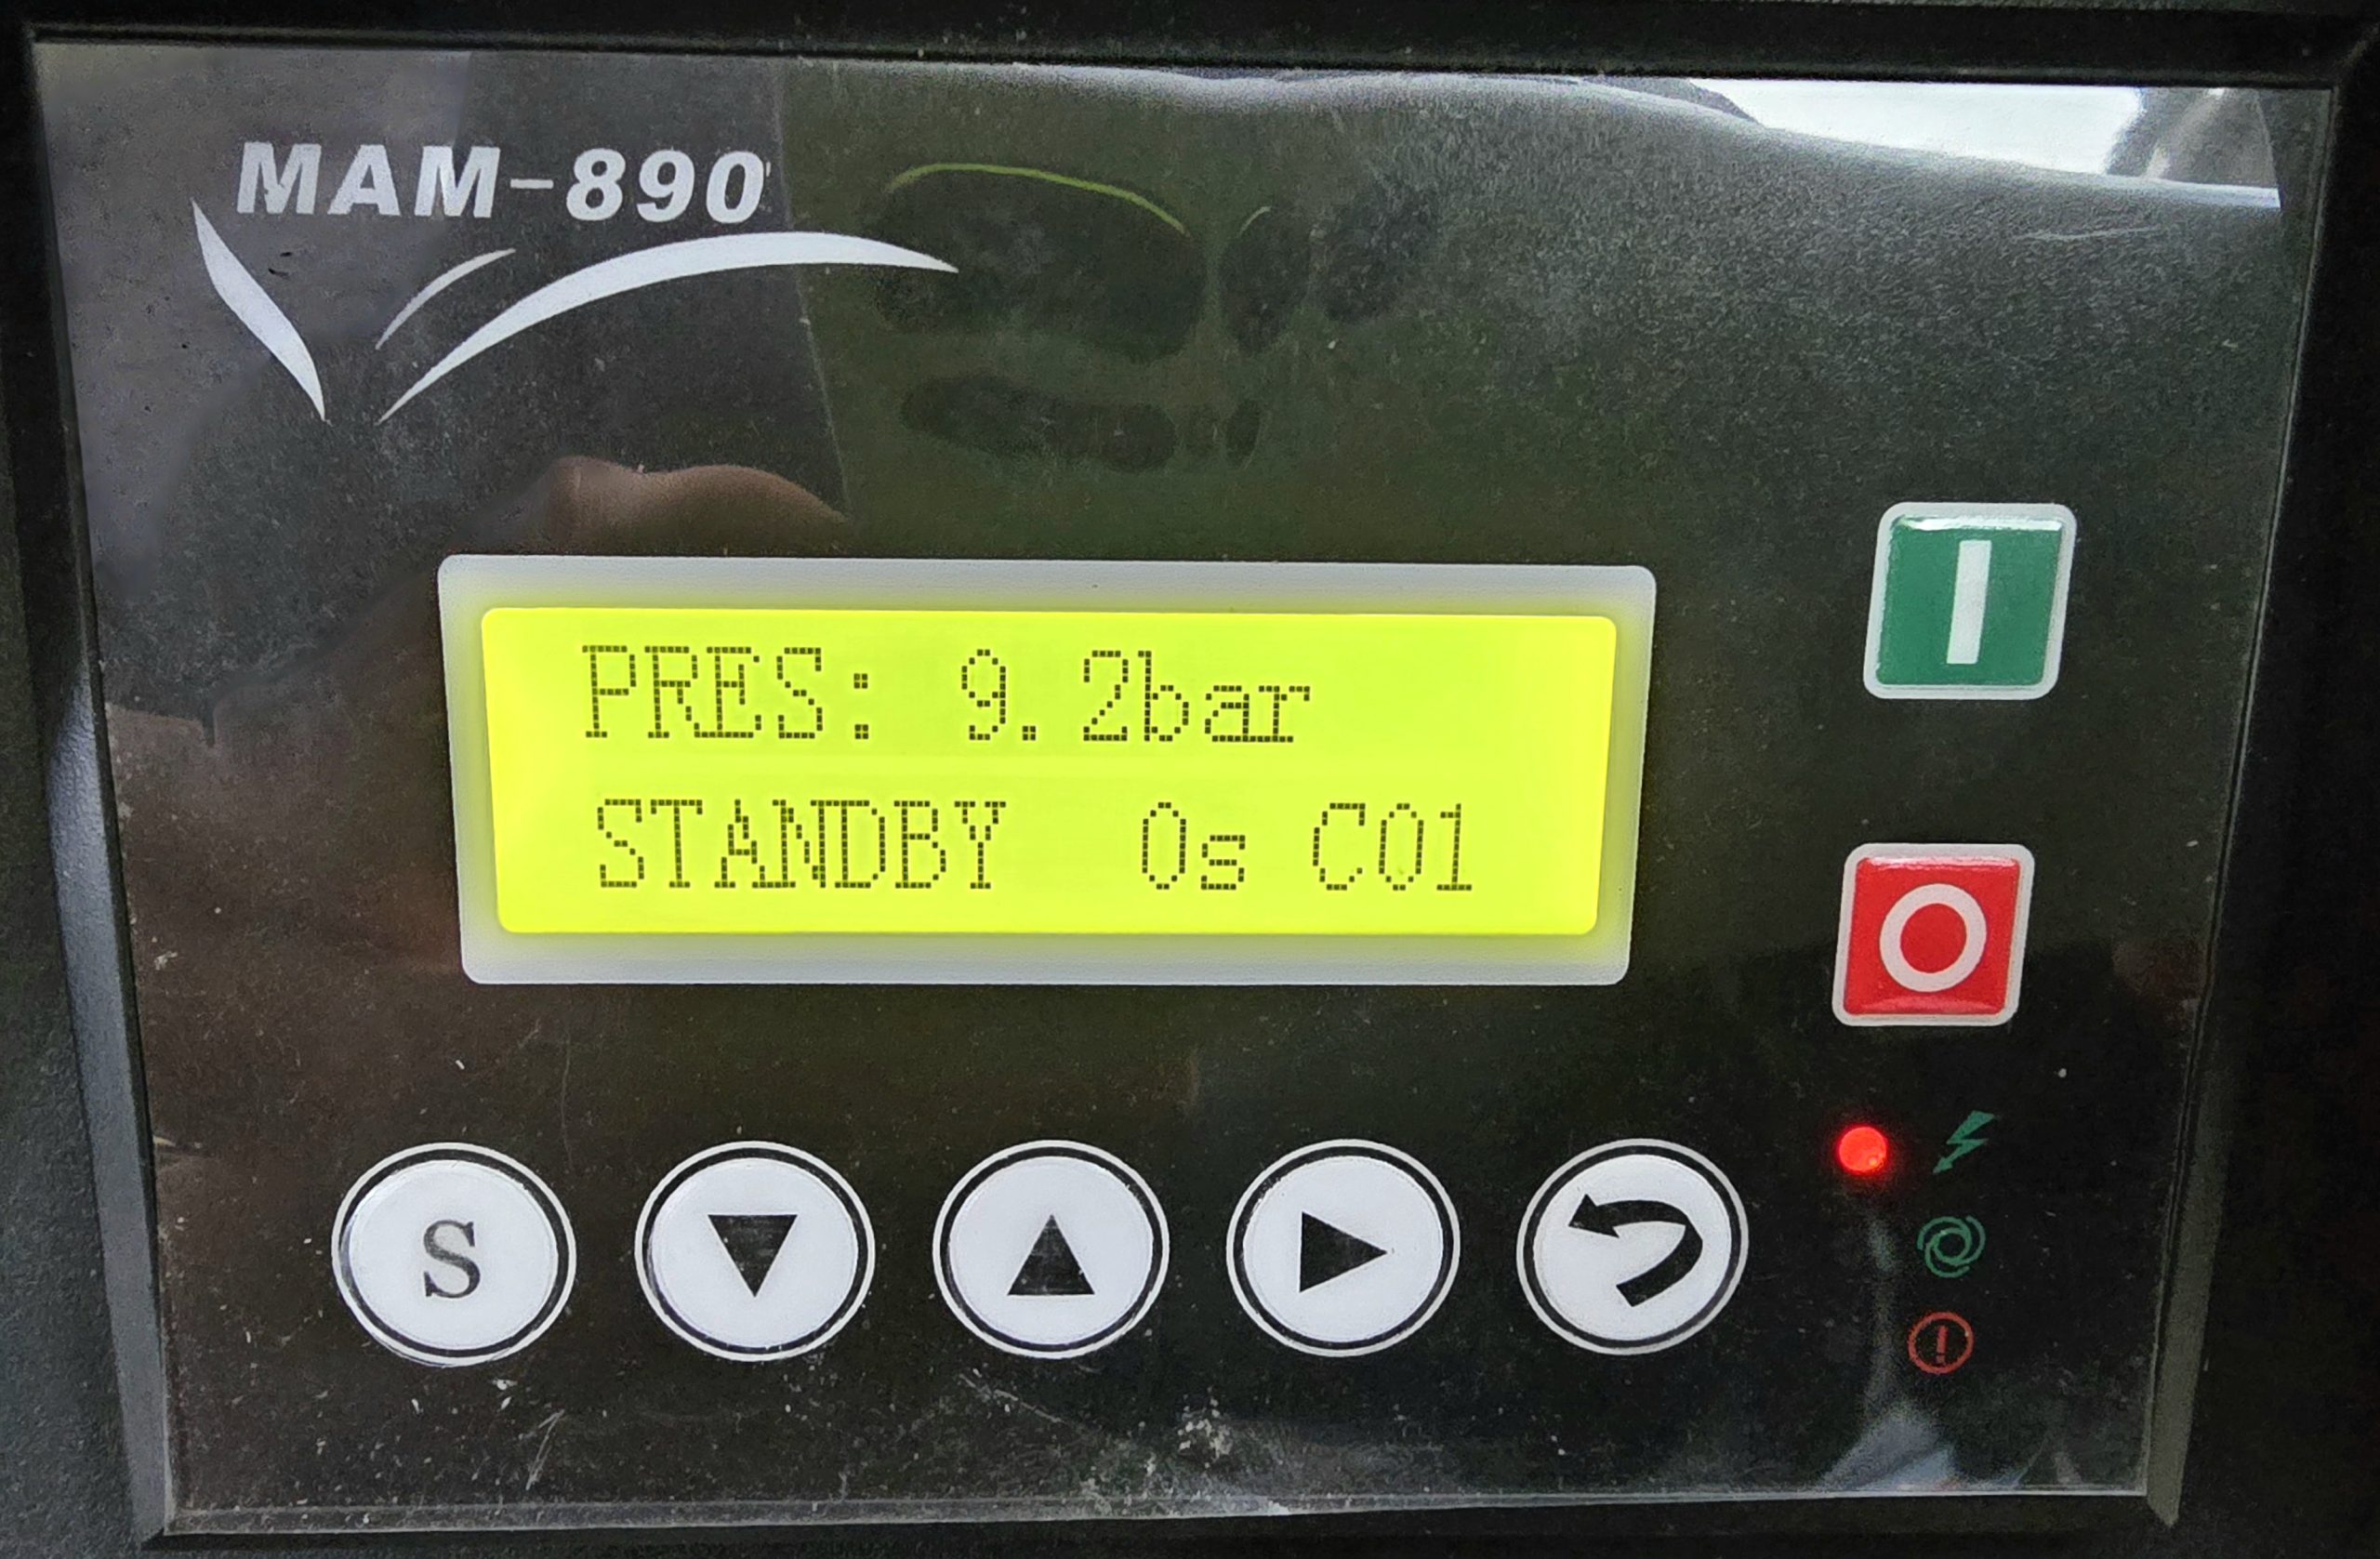 MAM-890
PRES: 9.2bar
STANDBY 0s C01
S